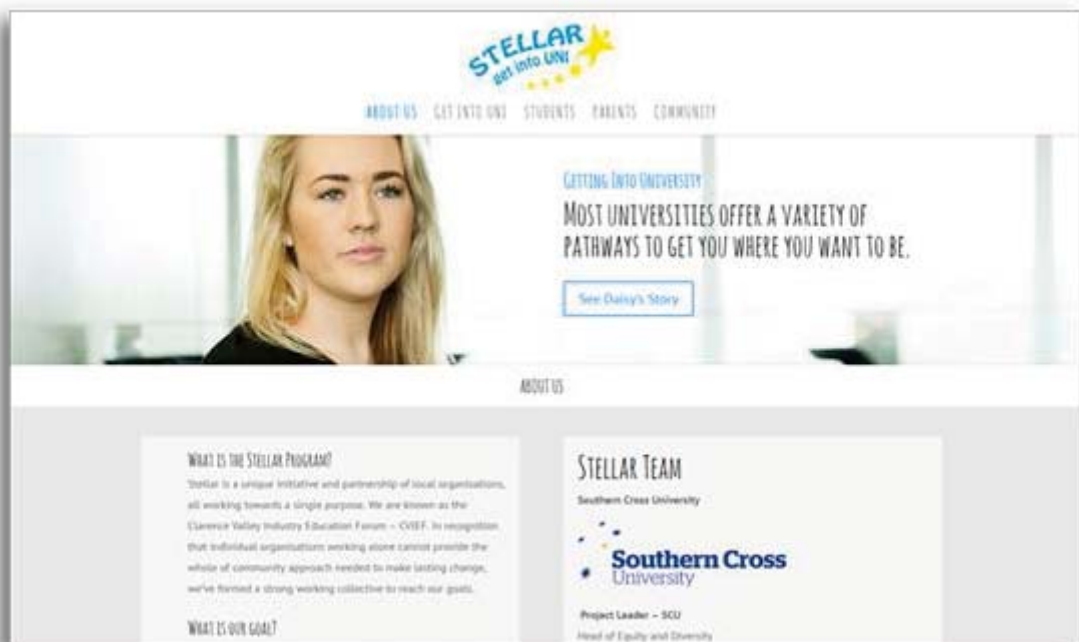 STELLAR
get into UNI
ABOUT US GET INTO UNI STUDENTS PARENTS COMMUNITY
GETTING INTO UNIVERSITY
MOST UNIVERSITIES OFFER A VARIETY OF
PATHWAYS TO GET YOU WHERE YOU WANT TO BE.
See Daisy's Story
ABOUT US
WHAT IS THE STELLAR PROGRAM?
Stellar is a unique initiative and partnership of local organisations,
all working towards a single purpose. We are known as the
Clarence Valley Industry Education Forum – CVIEF. In recognition
that individual organisations working alone cannot provide the
whole of community approach needed to make lasting change,
we've formed a strong working collective to reach our goals.
WHAT IS OUR GOAL?
STELLAR TEAM
Southern Cross University
Southern Cross
University
Project Leader – SCU
Head of Equity and Diversity